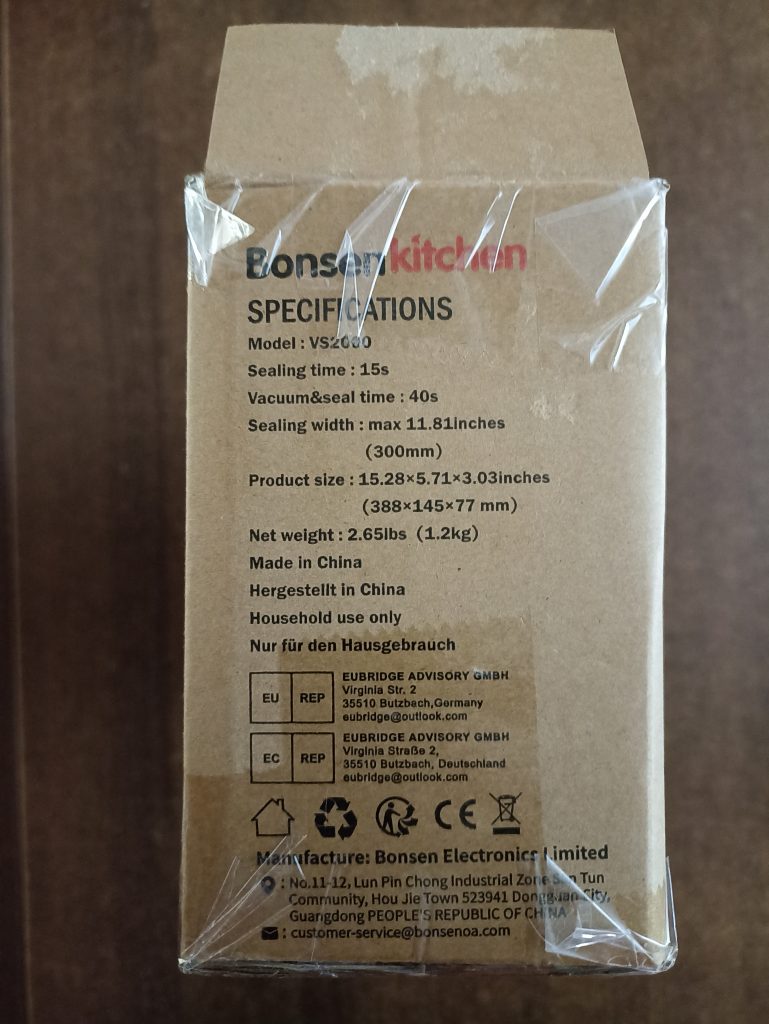 Bonsenkitchen
SPECIFICATIONS
Model : VS2000
Sealing time : 15s
Vacuum&seal time : 40s
Sealing width : max 11.81inches
(300mm)
Product size : 15.28×5.71×3.03inches
(388×145×77 mm)
Net weight : 2.65lbs (1.2kg)
Made in China
Hergestellt in China
Household use only
Nur für den Hausgebrauch
EU REP
EUBRIDGE ADVISORY GMBH
Virginia Str. 2
35510 Butzbach,Germany
eubridge@outlook.com
EC REP
EUBRIDGE ADVISORY GMBH
Virginia Straße 2,
35510 Butzbach, Deutschland
eubridge@outlook.com
CE
Manufacture: Bonsen Electronics Limited
: No.11-12, Lun Pin Chong Industrial Zone San Tun
Community, Hou Jie Town 523941 Dongguan City,
Guangdong PEOPLE'S REPUBLIC OF CHINA
: customer-service@bonsenoa.com